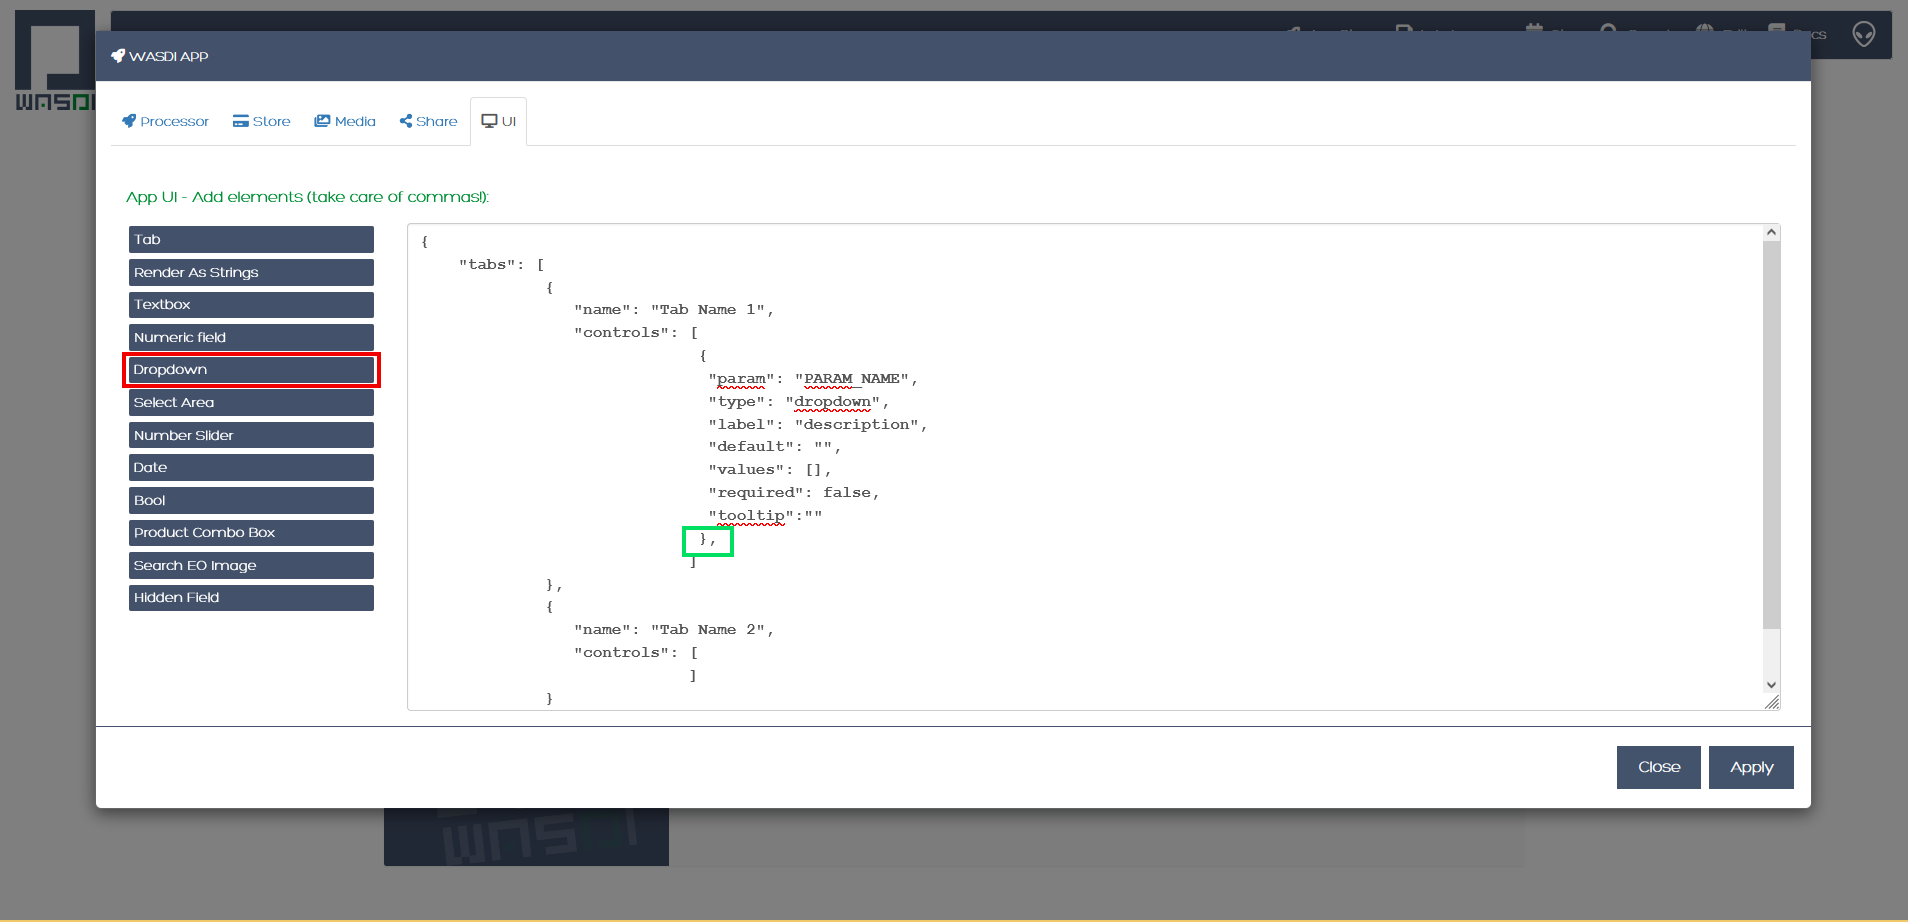 WASDI APP
Processor
Store
Media
Share
UI
App UI - Add elements (take care of commas!):
Tab
Render As Strings
Textbox
Numeric field
Dropdown
Select Area
Number Slider
Date
Bool
Product Combo Box
Search EO Image
Hidden Field
{
"tabs": [
{
"name": "Tab Name 1",
"controls": [
{
"param": "PARAM_NAME",
"type": "dropdown",
"label": "description",
"default": "",
"values": [],
"required": false,
"tooltip":""
},
]
},
{
"name": "Tab Name 2",
"controls": [
]
}
Close
Apply
WASDI